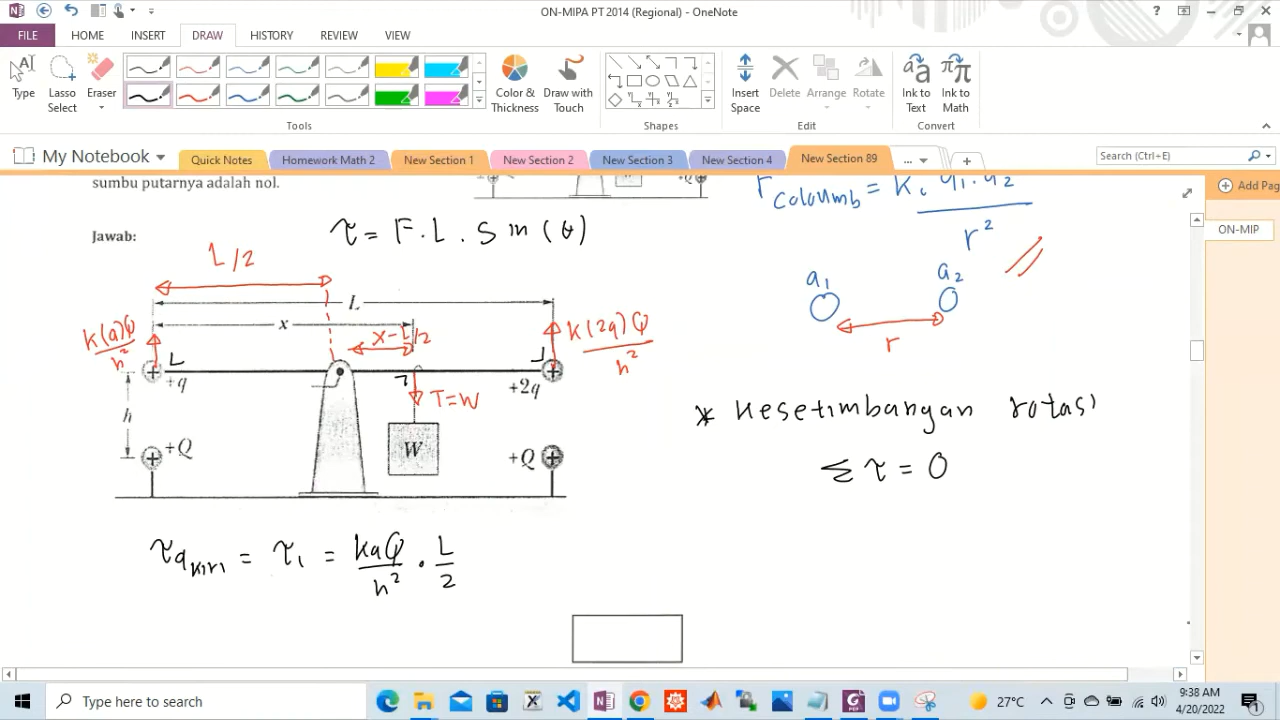 ON-MIPA PT 2014 (Regional) - OneNote
FILE HOME INSERT DRAW HISTORY REVIEW VIEW
Type
Lasso Select
Eraser
Color & Thickness
Draw with Touch
Insert Space
Delete
Arrange
Rotate
Ink to Text
Ink to Math
Tools
Shapes
Edit
Convert
My Notebook
Quick Notes
Homework Math 2
New Section 1
New Section 2
New Section 3
New Section 4
New Section 89
...
Search (Ctrl+E)
Add Pag
ON-MIP
sumbu putarnya adalah nol.
Jawab:
τ = F.L. Sin (θ)
F Coloumb = K. q1. q2 / r²
q1
q2
r
L/2
L
x
x - L/2
K(q)Q / h²
K(2q)Q / h²
+q
+2q
T=W
h
W
+Q
+Q
* Kesetimbangan rotasi
Στ = 0
τ q kiri = τ1 = KqQ / h² . L / 2
Type here to search
27°C
9:38 AM
4/20/2022